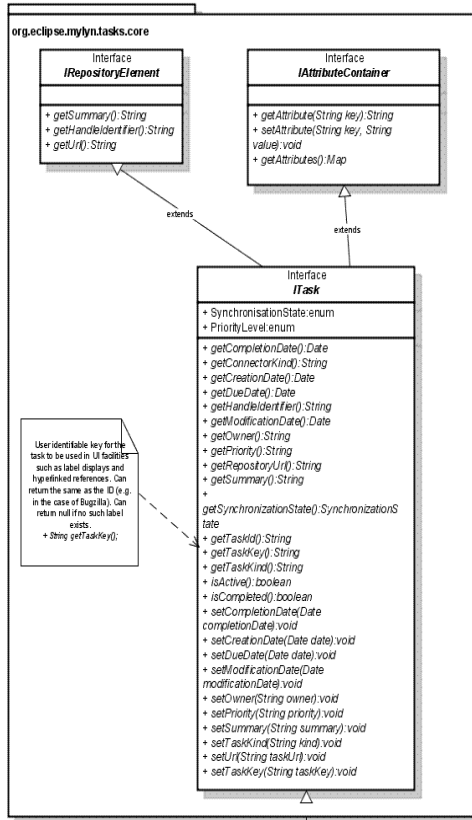 org.eclipse.mylyn.tasks.core
Interface
IRepositoryElement
+ getSummary():String
+ getHandleIdentifier():String
+ getUrl():String
Interface
IAttributeContainer
+ getAttribute(String key):String
+ setAttribute(String key, String
value):void
+ getAttributes():Map
extends
extends
Interface
ITask
+ SynchronisationState:enum
+ PriorityLevel:enum
+ getCompletionDate():Date
+ getConnectorKind():String
+ getCreationDate():Date
+ getDueDate():Date
+ getHandleIdentifier():String
+ getModificationDate():Date
+ getOwner():String
+ getPriority():String
+ getRepositoryUrl():String
+ getSummary():String
+
getSynchronizationState():SynchronizationS
tate
+ getTaskId():String
+ getTaskKey():String
+ getTaskKind():String
+ isActive():boolean
+ isCompleted():boolean
+ setCompletionDate(Date
completionDate):void
+ setCreationDate(Date date):void
+ setDueDate(Date date):void
+ setModificationDate(Date
modificationDate):void
+ setOwner(String owner):void
+ setPriority(String priority):void
+ setSummary(String summary):void
+ setTaskKind(String kind):void
+ setUrl(String taskUrl):void
+ setTaskKey(String taskKey):void
User identifiable key for the
task to be used in UI facilities
such as label displays and
hyperlinked references. Can
return the same as the ID (e.g.
in the case of Bugzilla). Can
return null if no such label
exists.
+ String getTaskKey();